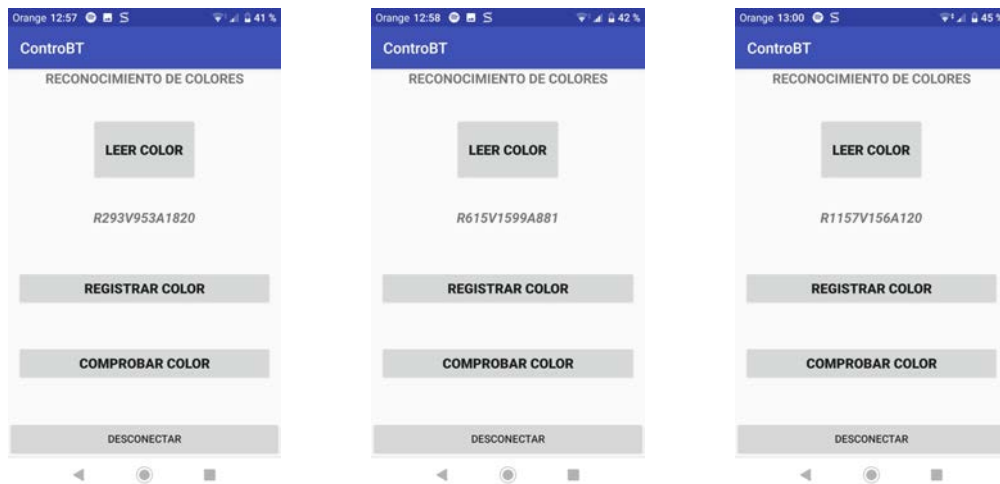 Orange 12:57 41 %
ControBT
RECONOCIMIENTO DE COLORES
LEER COLOR
R293V953A1820
REGISTRAR COLOR
COMPROBAR COLOR
DESCONECTAR
Orange 12:58 42 %
ControBT
RECONOCIMIENTO DE COLORES
LEER COLOR
R615V1599A881
REGISTRAR COLOR
COMPROBAR COLOR
DESCONECTAR
Orange 13:00 45 %
ControBT
RECONOCIMIENTO DE COLORES
LEER COLOR
R1157V156A120
REGISTRAR COLOR
COMPROBAR COLOR
DESCONECTAR